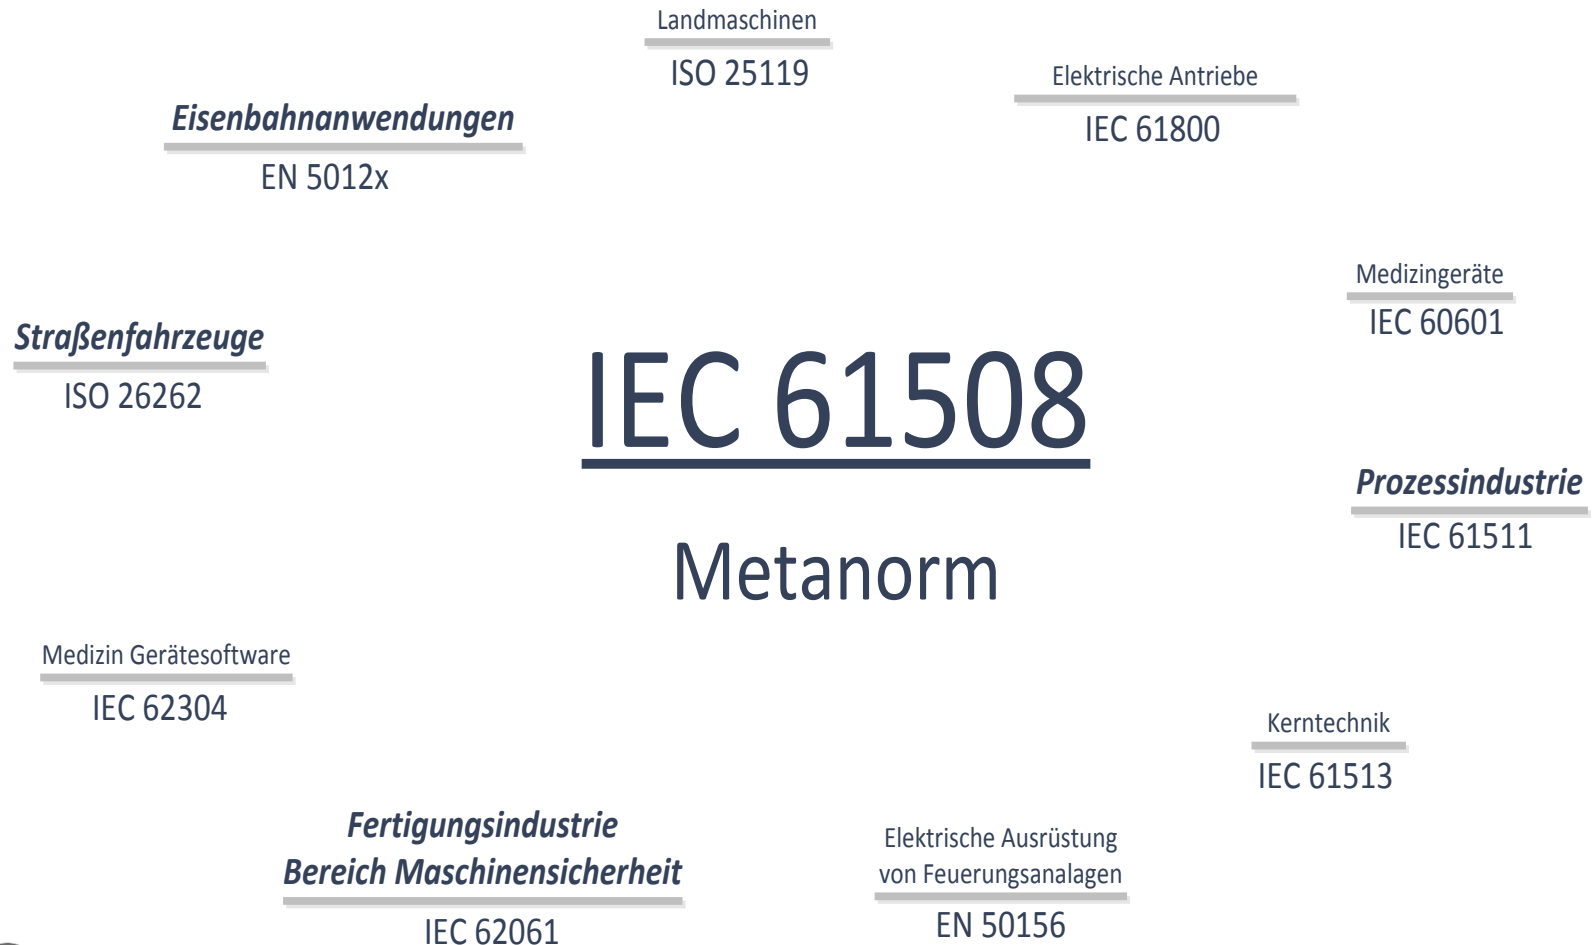 Landmaschinen
ISO 25119
Elektrische Antriebe
IEC 61800
Eisenbahnanwendungen
EN 5012x
Medizingeräte
IEC 60601
Straßenfahrzeuge
ISO 26262
IEC 61508
Metanorm
Prozessindustrie
IEC 61511
Medizin Gerätesoftware
IEC 62304
Kerntechnik
IEC 61513
Fertigungsindustrie
Bereich Maschinensicherheit
IEC 62061
Elektrische Ausrüstung
von Feuerungsanalagen
EN 50156